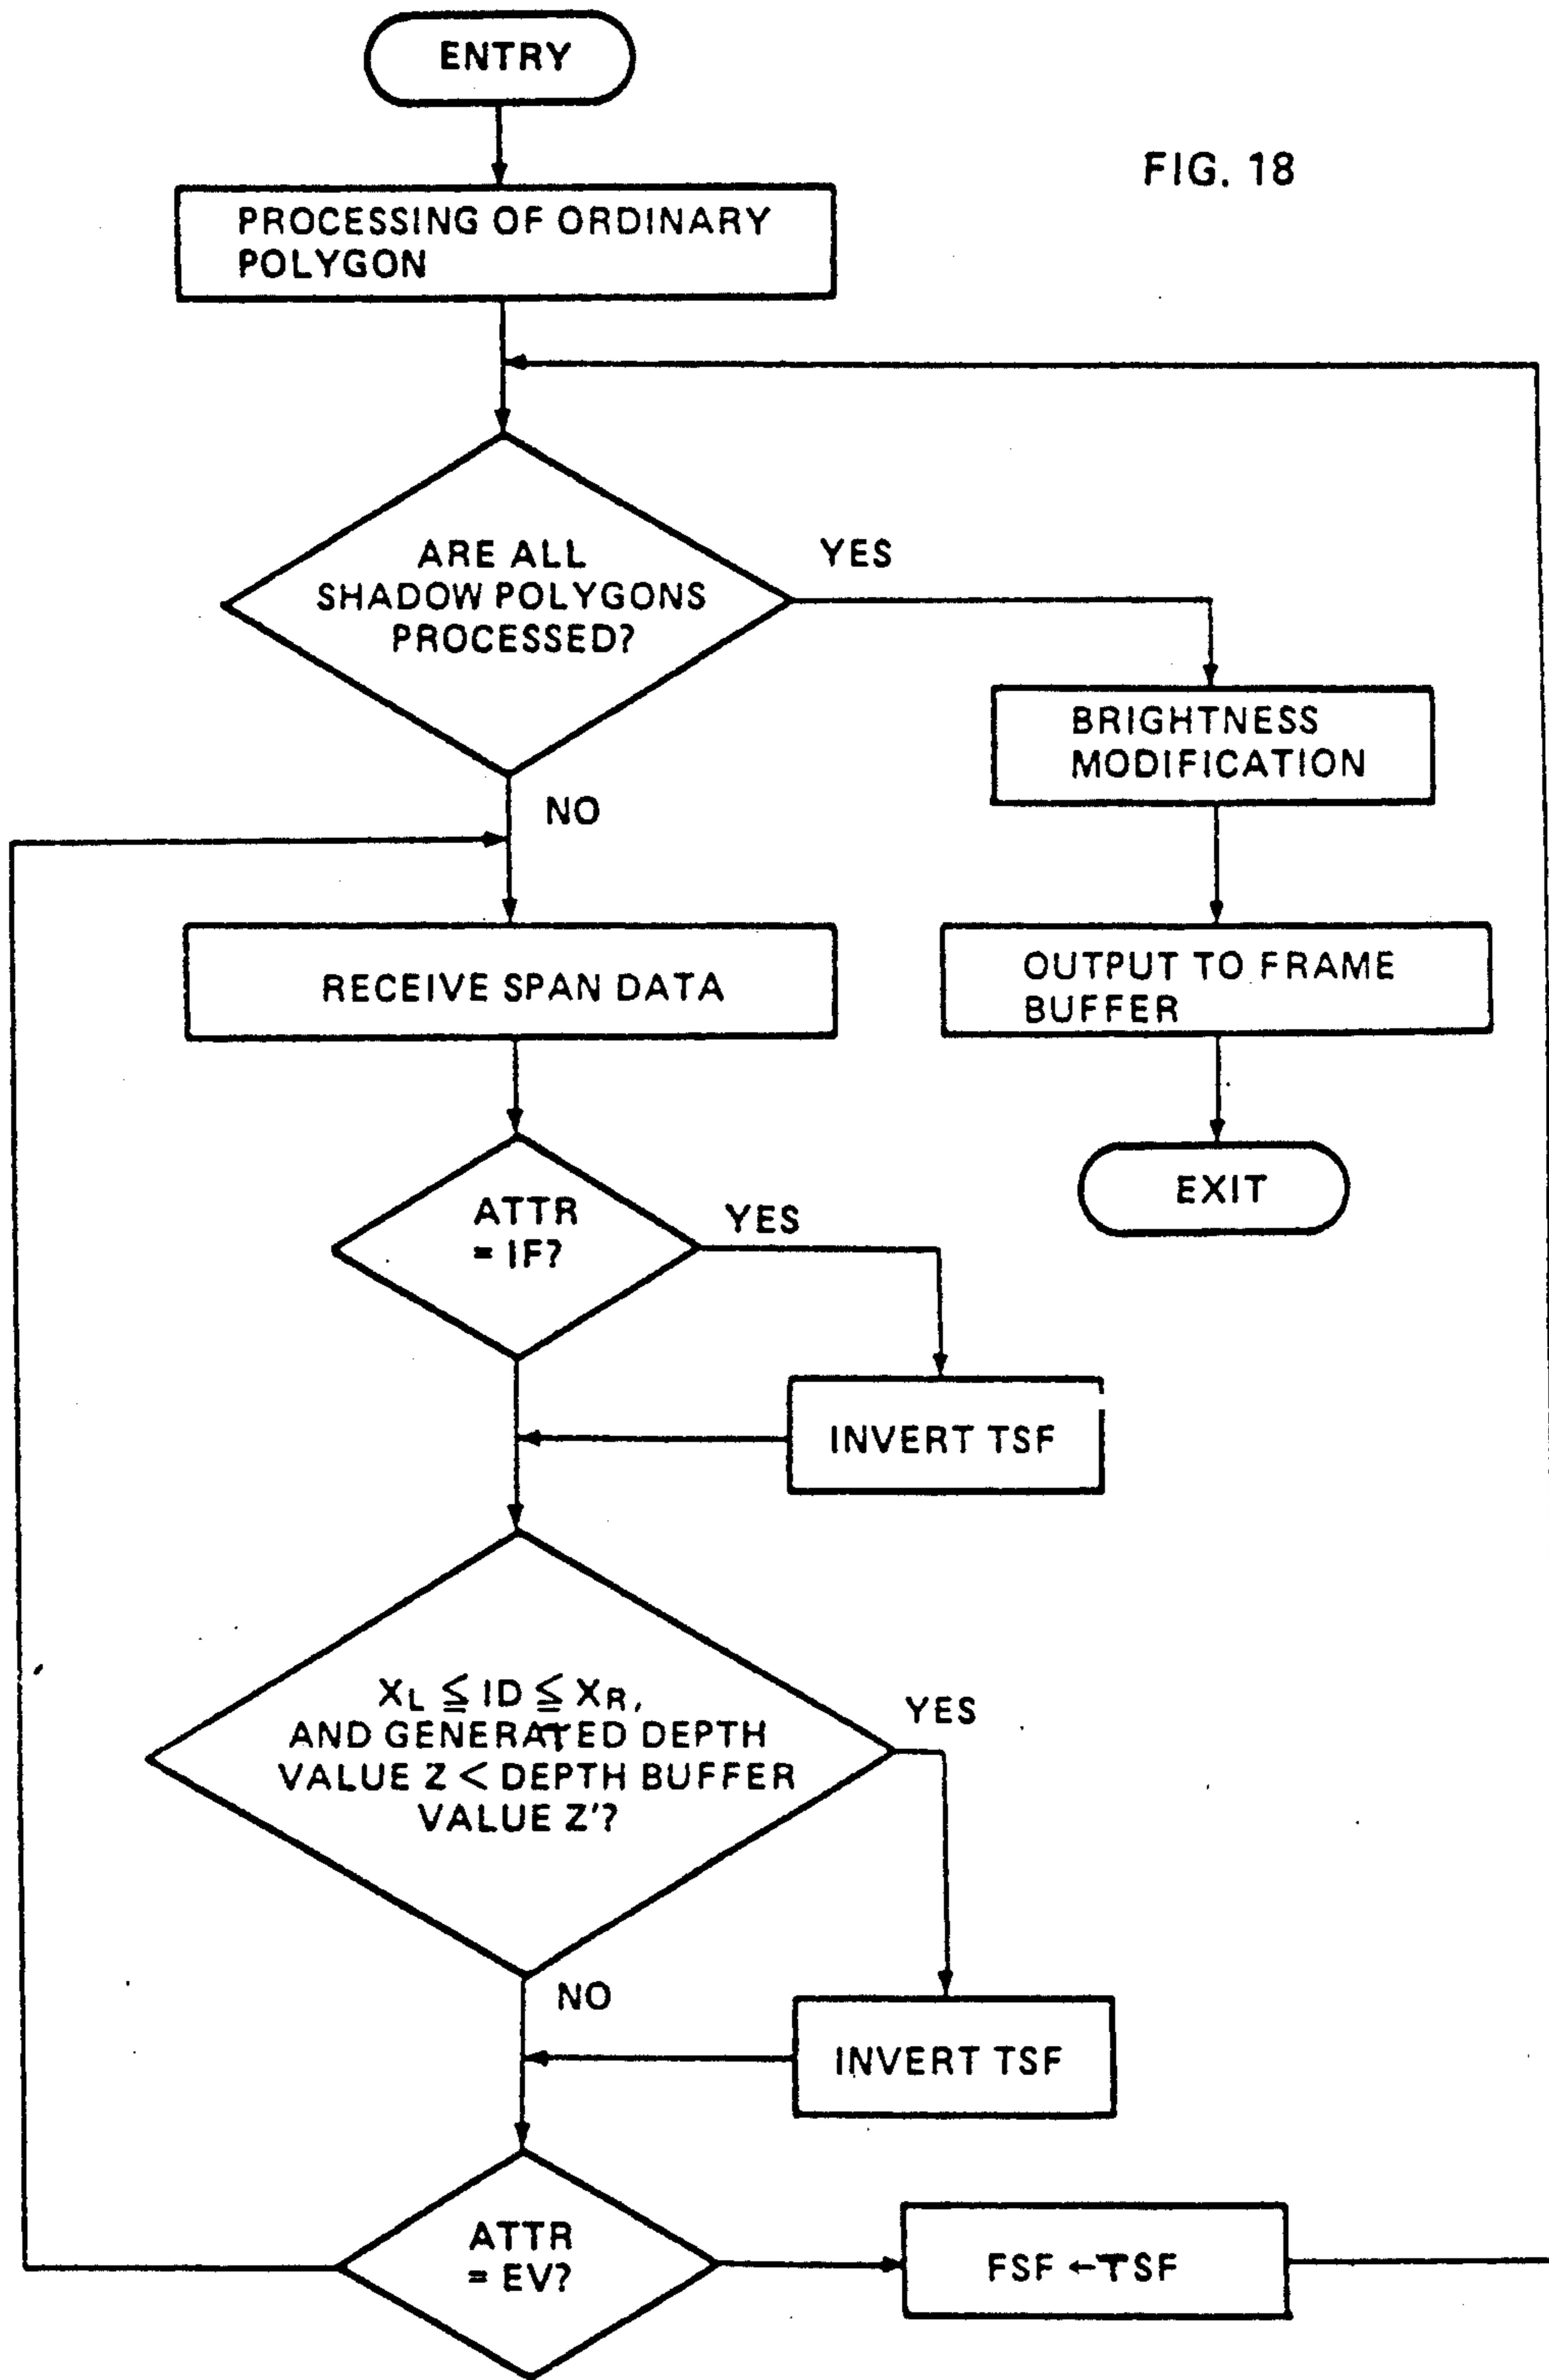 ENTRY
FIG. 18
PROCESSING OF ORDINARY
POLYGON
ARE ALL
SHADOW POLYGONS
PROCESSED?
YES
BRIGHTNESS
MODIFICATION
NO
RECEIVE SPAN DATA
OUTPUT TO FRAME
BUFFER
EXIT
ATTR
= IF?
YES
INVERT TSF
XL ≦ ID ≦ XR,
AND GENERATED DEPTH
VALUE Z < DEPTH BUFFER
VALUE Z'?
YES
NO
INVERT TSF
ATTR
= EV?
FSF ← TSF